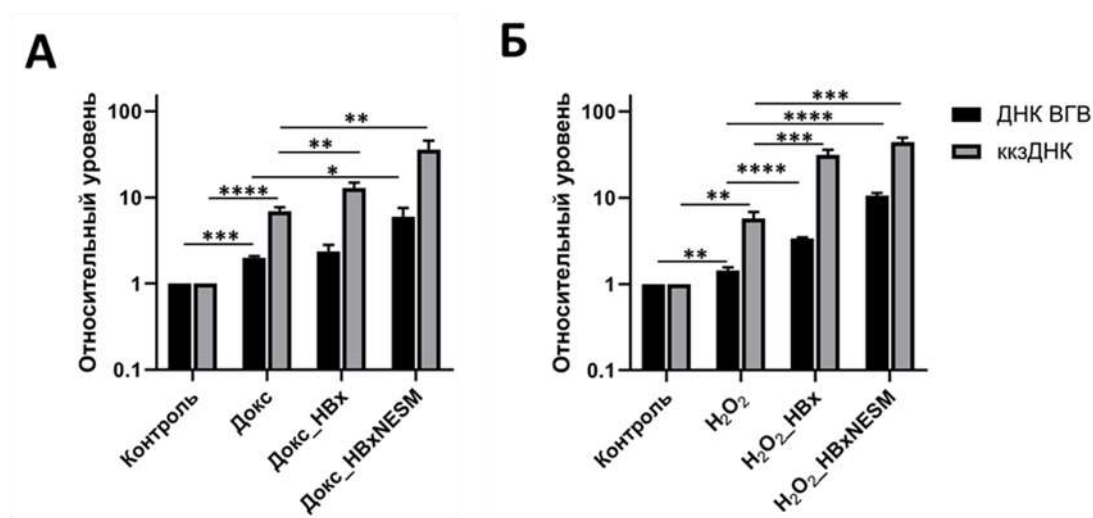 А
Относительный уровень
100
10
1
0.1
***
****
*
**
**
Контроль
Докс
Докс_HBx
Докс_HBxNESM
Б
Относительный уровень
100
10
1
0.1
**
**
****
***
****
***
Контроль
H₂O₂
H₂O₂_HBx
H₂O₂_HBxNESM
ДНК ВГВ
ккзДНК